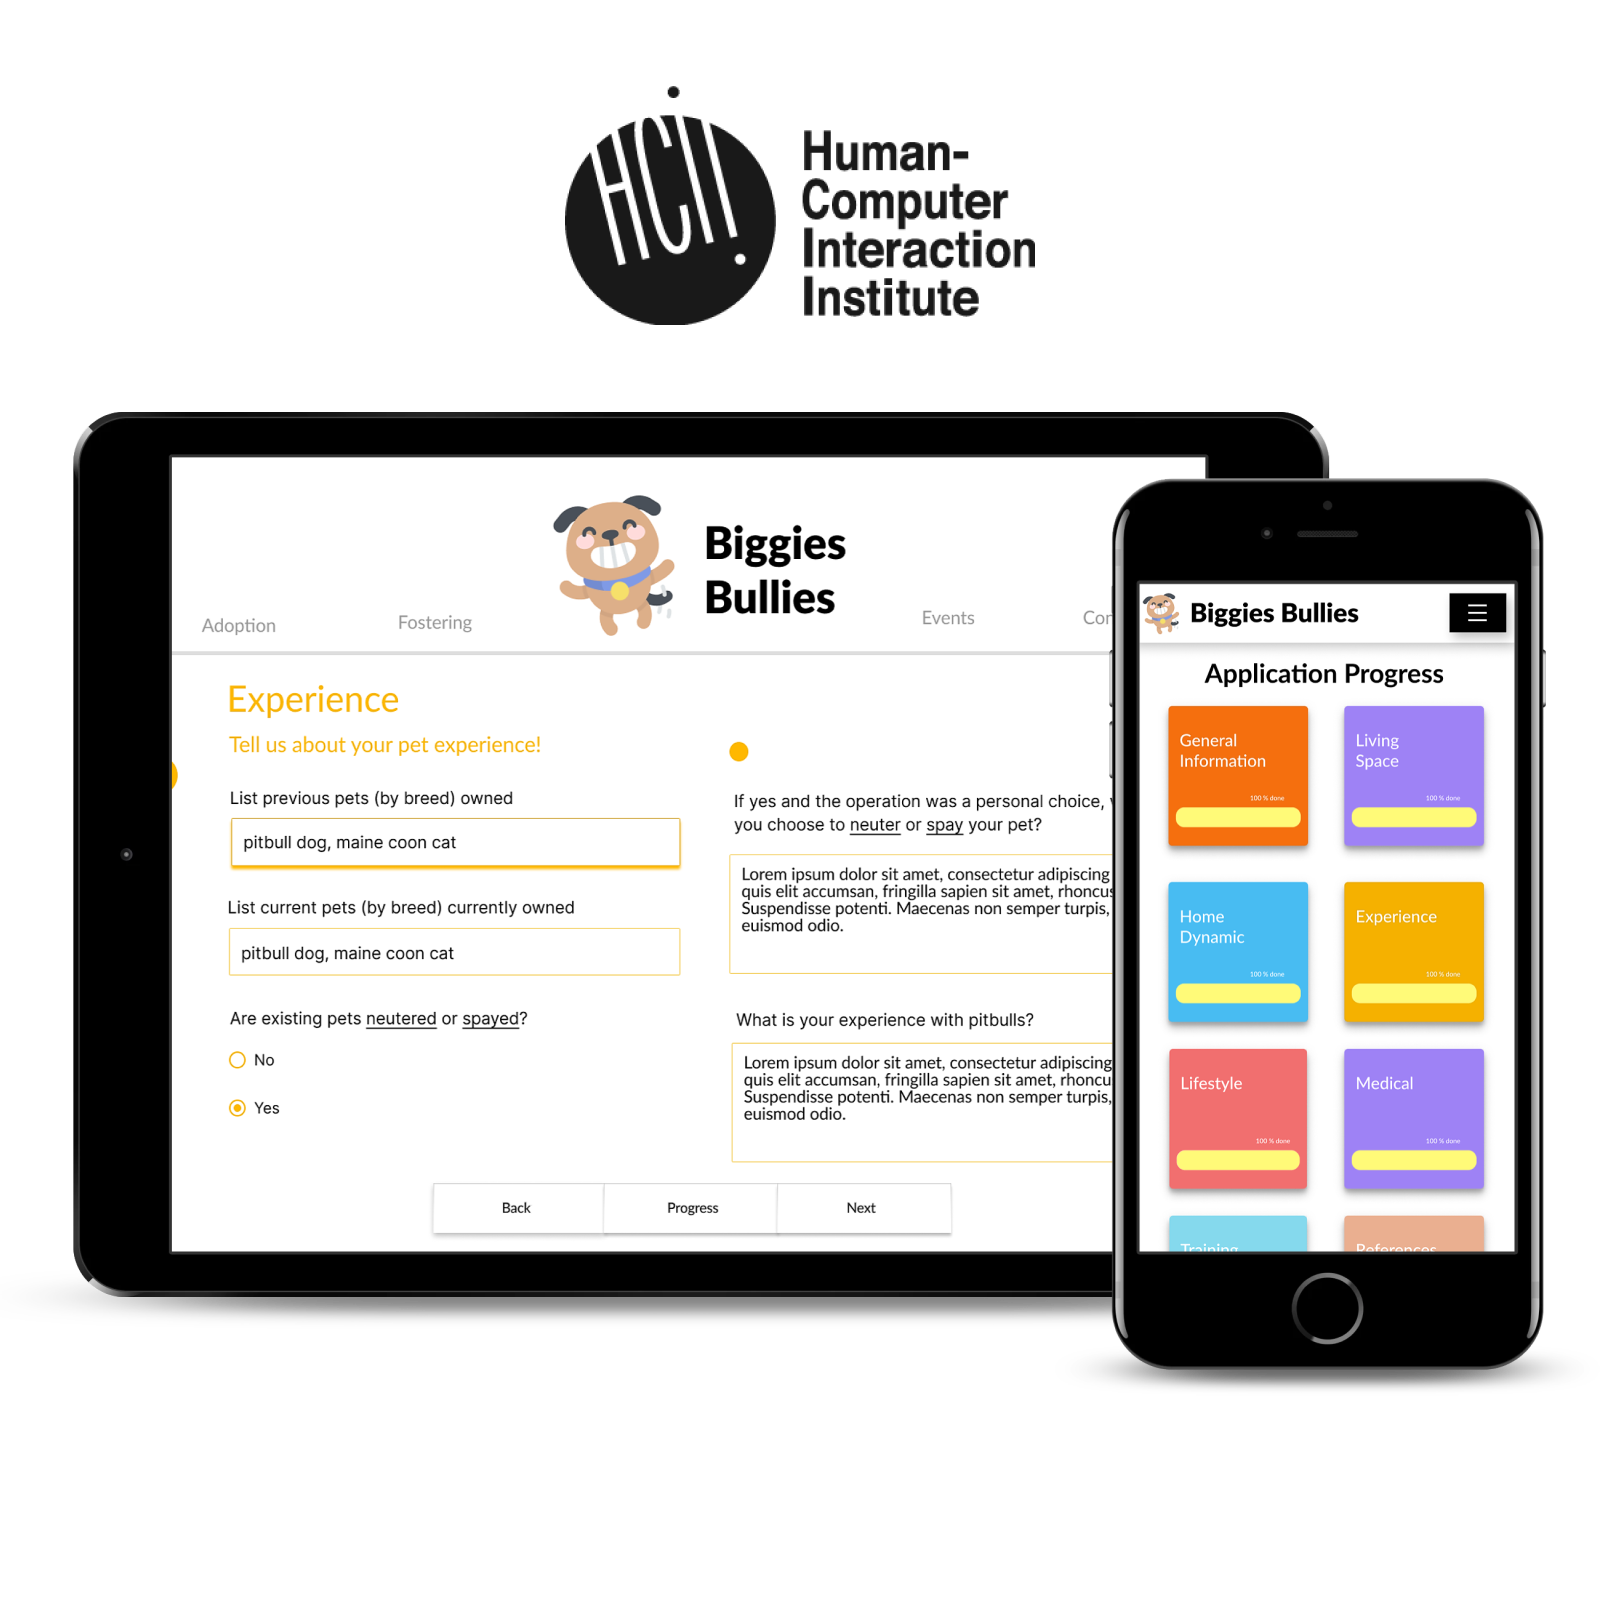 HCII
Human-
Computer
Interaction
Institute
Biggies
Bullies
Adoption
Fostering
Events
Experience
Tell us about your pet experience!
List previous pets (by breed) owned
pitbull dog, maine coon cat
List current pets (by breed) currently owned
pitbull dog, maine coon cat
Are existing pets neutered or spayed?
No
Yes
If yes and the operation was a personal choice,
you choose to neuter or spay your pet?
Lorem ipsum dolor sit amet, consectetur adipiscing
quis elit accumsan, fringilla sapien sit amet, rhoncus
Suspendisse potenti. Maecenas non semper turpis,
euismod odio.
What is your experience with pitbulls?
Lorem ipsum dolor sit amet, consectetur adipiscing
quis elit accumsan, fringilla sapien sit amet, rhoncu
Suspendisse potenti. Maecenas non semper turpis,
euismod odio.
Back
Progress
Next
Biggies Bullies
Application Progress
General
Information
100 % done
Living
Space
100 % done
Home
Dynamic
100 % done
Experience
100 % done
Lifestyle
100 % done
Medical
100 % done
Training
References